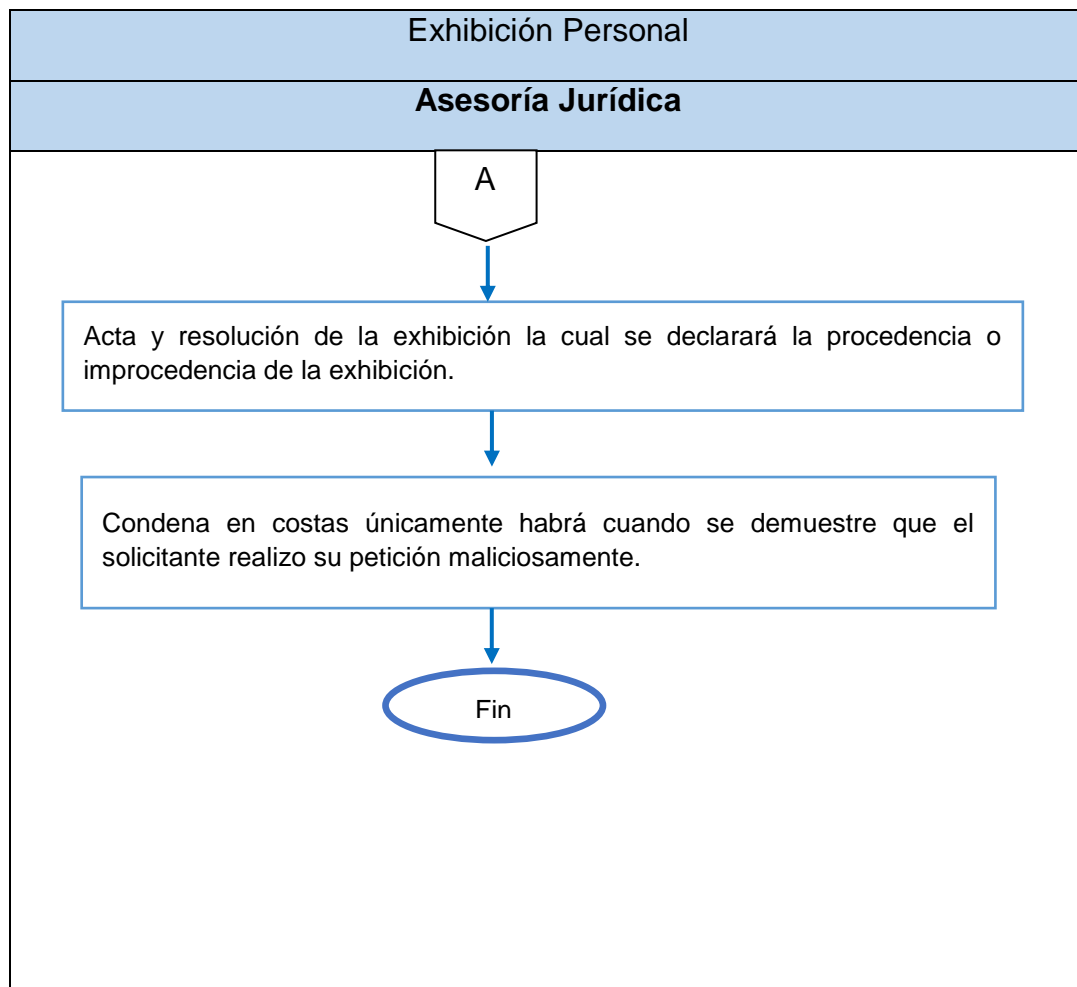 Exhibición Personal
Asesoría Jurídica
A
Acta y resolución de la exhibición la cual se declarará la procedencia o
improcedencia de la exhibición.
Condena en costas únicamente habrá cuando se demuestre que el
solicitante realizo su petición maliciosamente.
Fin